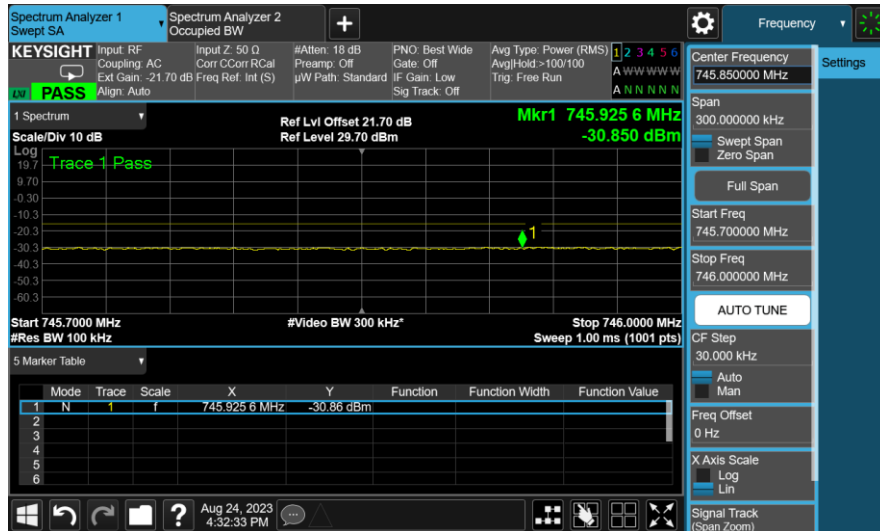 Spectrum Analyzer 1
Swept SA
Spectrum Analyzer 2
Occupied BW
+
Frequency
KEYSIGHT
Input: RF
Coupling: AC
Ext Gain: -21.70 dB
Align: Auto
Input Z: 50 Ω
Corr CCorr RCal
Freq Ref: Int (S)
#Atten: 18 dB
Preamp: Off
µW Path: Standard
PNO: Best Wide
Gate: Off
IF Gain: Low
Sig Track: Off
Avg Type: Power (RMS)
Avg|Hold:>100/100
Trig: Free Run
1 2 3 4 5 6
A W W W W W
A N N N N N
LXI
PASS
1 Spectrum
Scale/Div 10 dB
Ref Lvl Offset 21.70 dB
Ref Level 29.70 dBm
Mkr1 745.925 6 MHz
-30.850 dBm
Log
Trace 1 Pass
19.7
9.70
-0.30
-10.3
-20.3
-30.3
-40.3
-50.3
-60.3
1
Start 745.7000 MHz
#Res BW 100 kHz
#Video BW 300 kHz*
Stop 746.0000 MHz
Sweep 1.00 ms (1001 pts)
5 Marker Table
Mode Trace Scale X Y Function Function Width Function Value
1 N 1 f 745.925 6 MHz -30.86 dBm
2
3
4
5
6
Center Frequency
745.850000 MHz
Settings
Span
300.000000 kHz
Swept Span
Zero Span
Full Span
Start Freq
745.700000 MHz
Stop Freq
746.000000 MHz
AUTO TUNE
CF Step
30.000 kHz
Auto
Man
Freq Offset
0 Hz
X Axis Scale
Log
Lin
Signal Track
(Span Zoom)
?
Aug 24, 2023
4:32:33 PM